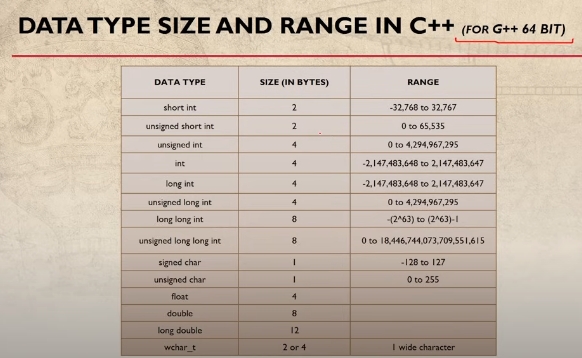 DATA TYPE SIZE AND RANGE IN C++ (FOR G++ 64 BIT)
DATA TYPE SIZE (IN BYTES) RANGE
short int 2 -32,768 to 32,767
unsigned short int 2 0 to 65,535
unsigned int 4 0 to 4,294,967,295
int 4 -2,147,483,648 to 2,147,483,647
long int 4 -2,147,483,648 to 2,147,483,647
unsigned long int 4 0 to 4,294,967,295
long long int 8 -(2^63) to (2^63)-1
unsigned long long int 8 0 to 18,446,744,073,709,551,615
signed char 1 -128 to 127
unsigned char 1 0 to 255
float 4
double 8
long double 12
wchar_t 2 or 4 1 wide character